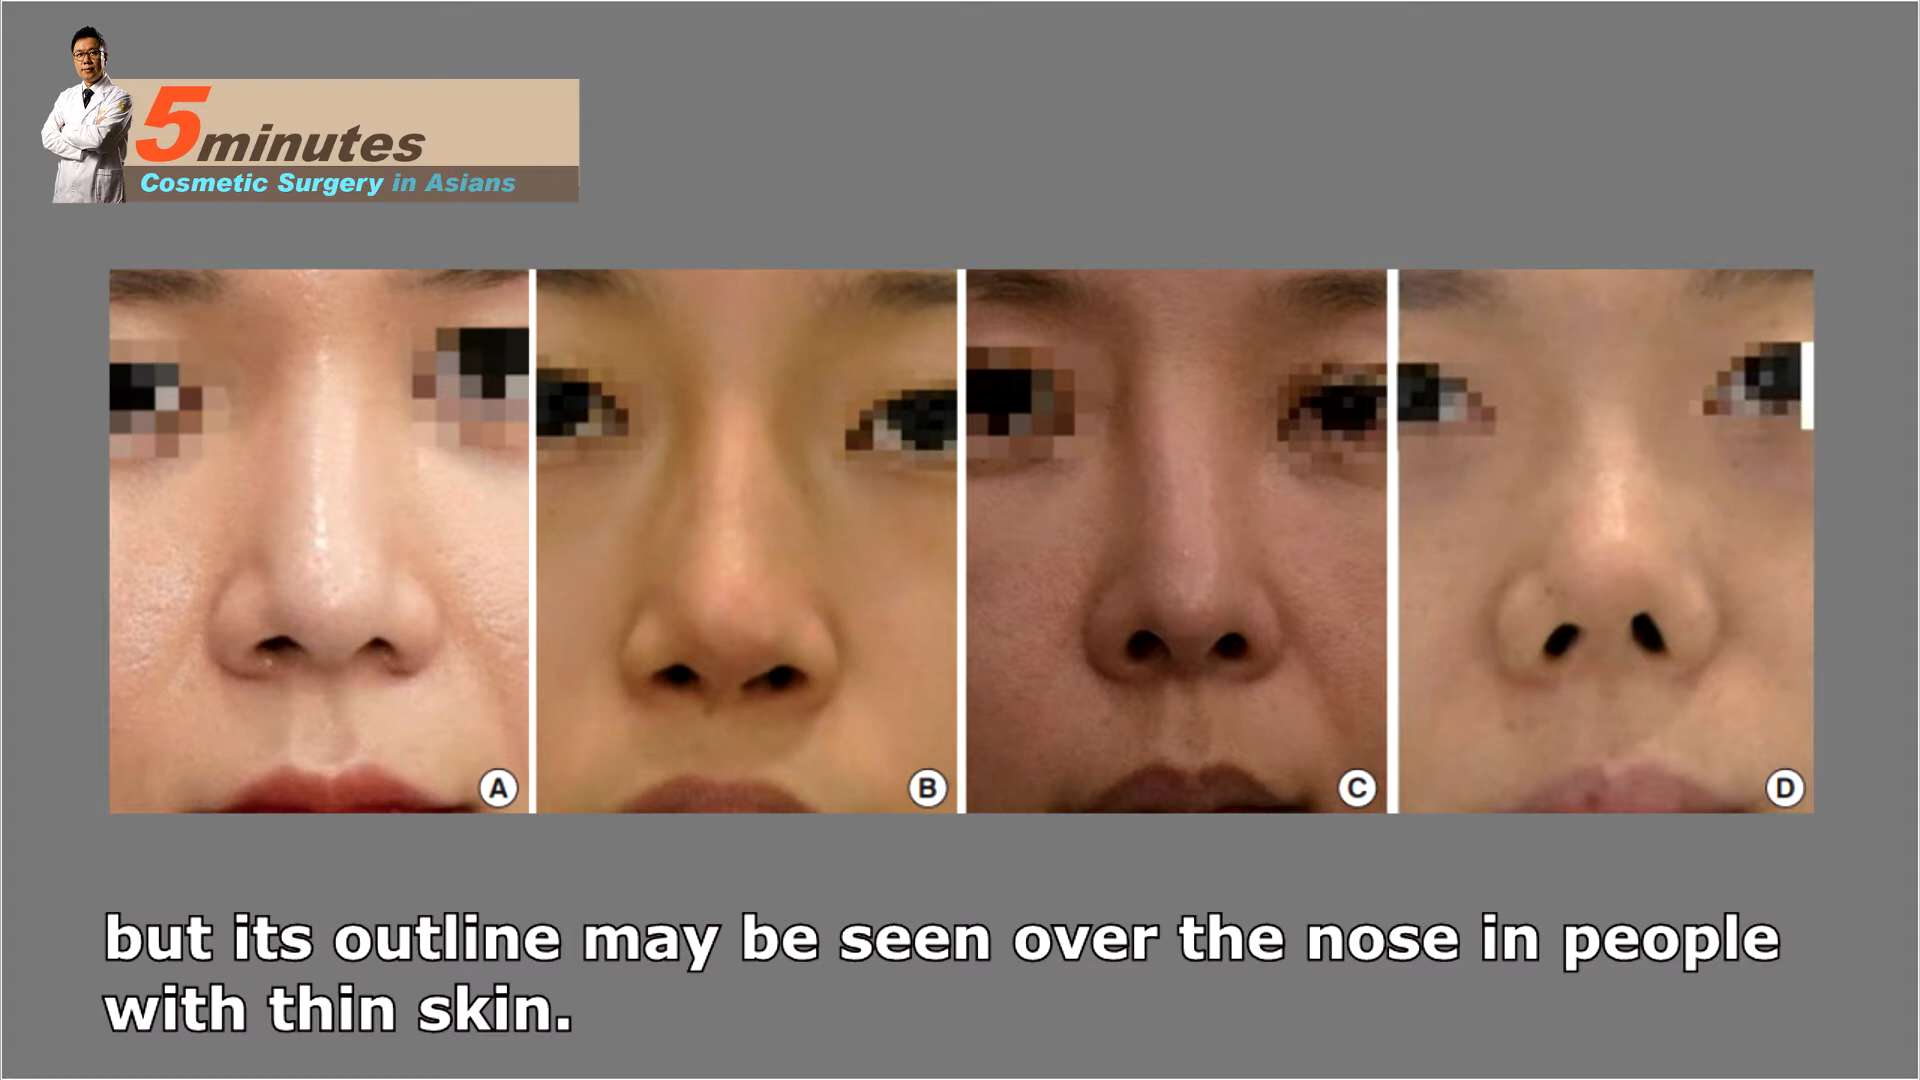 5minutes
Cosmetic Surgery in Asians
A
B
C
D
but its outline may be seen over the nose in people
with thin skin.